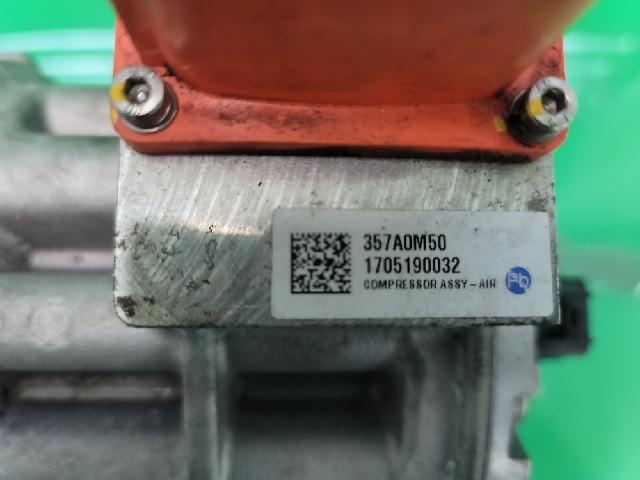 357A0M50
1705190032
COMPRESSOR ASSY-AIR
Pb